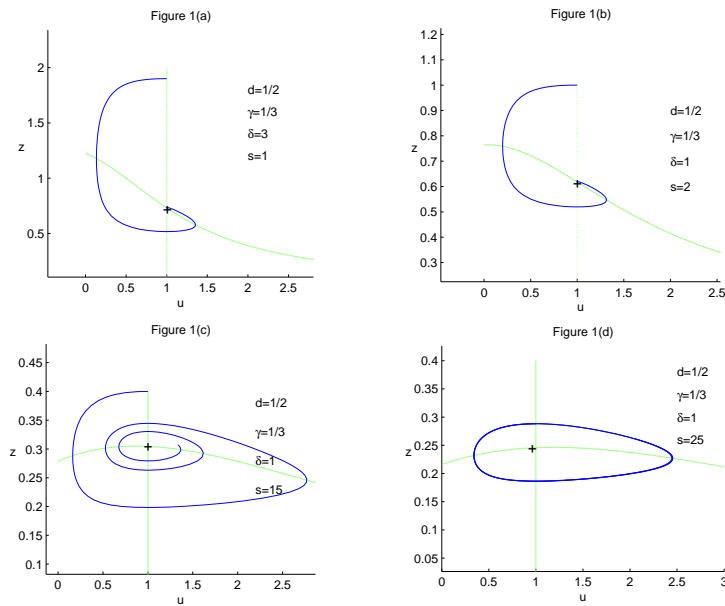 Figure 1(a)
2
1.5
1
0.5
z
d=1/2
γ=1/3
δ=3
s=1
0 0.5 1 1.5 2 2.5
u
Figure 1(b)
1.2
1.1
1
0.9
0.8
0.7
0.6
0.5
0.4
0.3
z
d=1/2
γ=1/3
δ=1
s=2
0 0.5 1 1.5 2 2.5
u
Figure 1(c)
0.45
0.4
0.35
0.3
0.25
0.2
0.15
0.1
z
d=1/2
γ=1/3
δ=1
s=15
0 0.5 1 1.5 2 2.5
u
Figure 1(d)
0.4
0.35
0.3
0.25
0.2
0.15
0.1
0.05
z
d=1/2
γ=1/3
δ=1
s=25
0 0.5 1 1.5 2 2.5 3
u